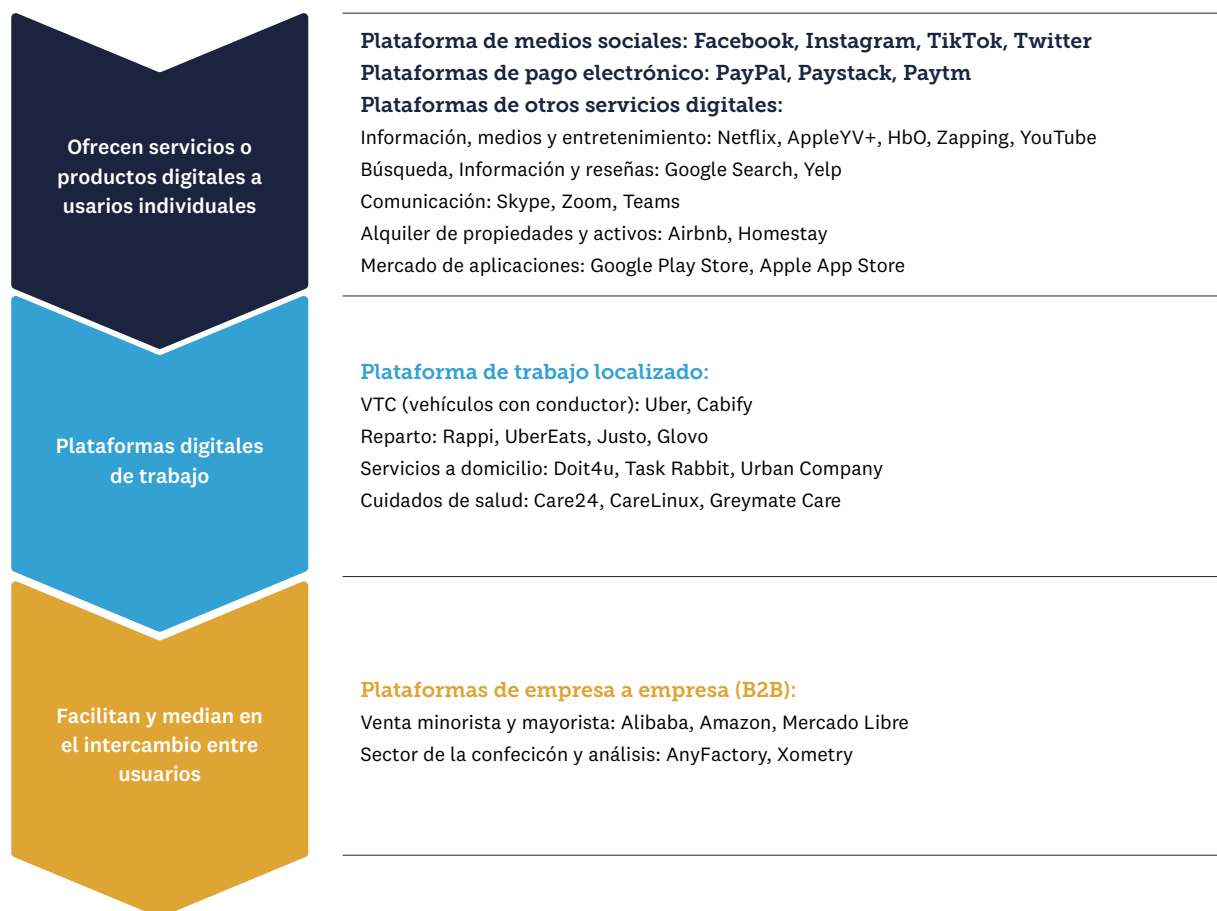 Ofrecen servicios o
productos digitales a
usarios individuales
Plataforma de medios sociales: Facebook, Instagram, TikTok, Twitter
Plataformas de pago electrónico: PayPal, Paystack, Paytm
Plataformas de otros servicios digitales:
Información, medios y entretenimiento: Netflix, AppleYV+, HbO, Zapping, YouTube
Búsqueda, Información y reseñas: Google Search, Yelp
Comunicación: Skype, Zoom, Teams
Alquiler de propiedades y activos: Airbnb, Homestay
Mercado de aplicaciones: Google Play Store, Apple App Store
Plataformas digitales
de trabajo
Plataforma de trabajo localizado:
VTC (vehículos con conductor): Uber, Cabify
Reparto: Rappi, UberEats, Justo, Glovo
Servicios a domicilio: Doit4u, Task Rabbit, Urban Company
Cuidados de salud: Care24, CareLinux, Greymate Care
Facilitan y median en
el intercambio entre
usuarios
Plataformas de empresa a empresa (B2B):
Venta minorista y mayorista: Alibaba, Amazon, Mercado Libre
Sector de la confecicón y análisis: AnyFactory, Xometry